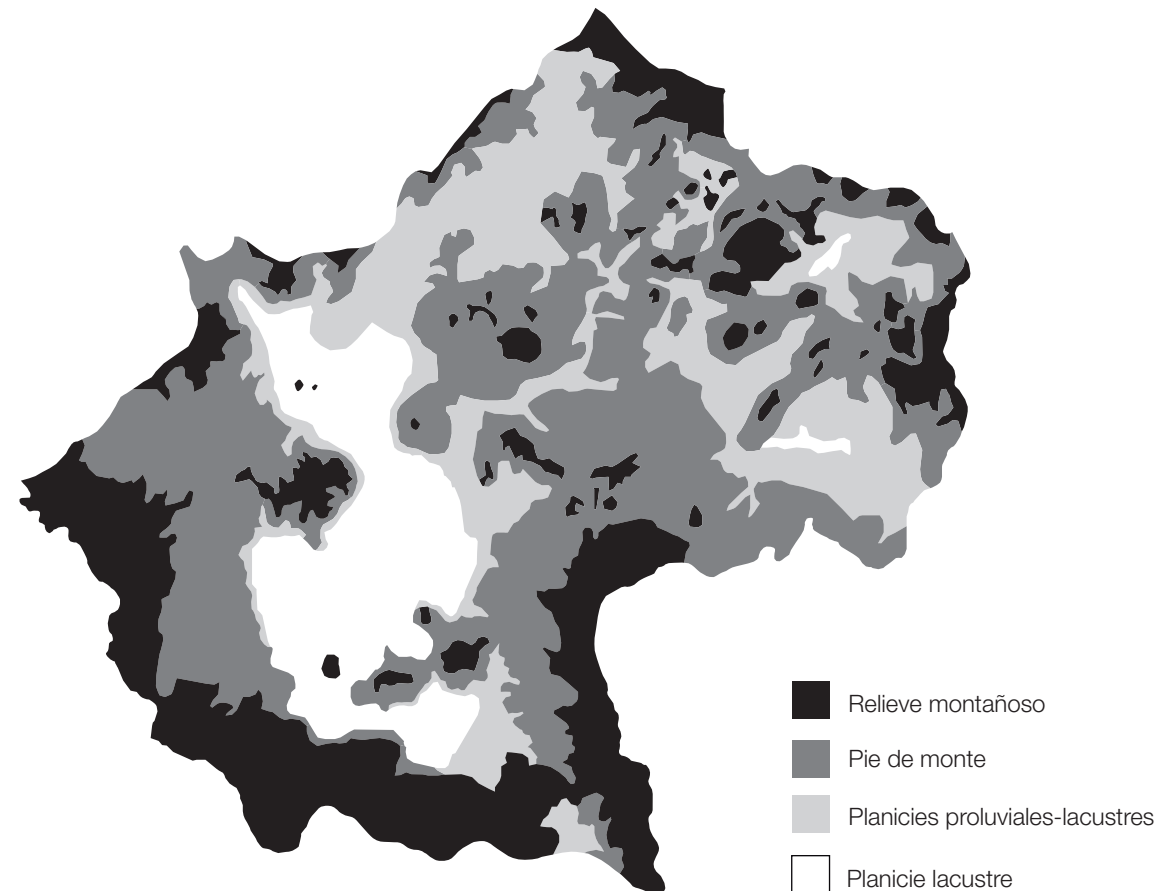 Relieve montañoso
Pie de monte
Planicies proluviales-lacustres
Planicie lacustre